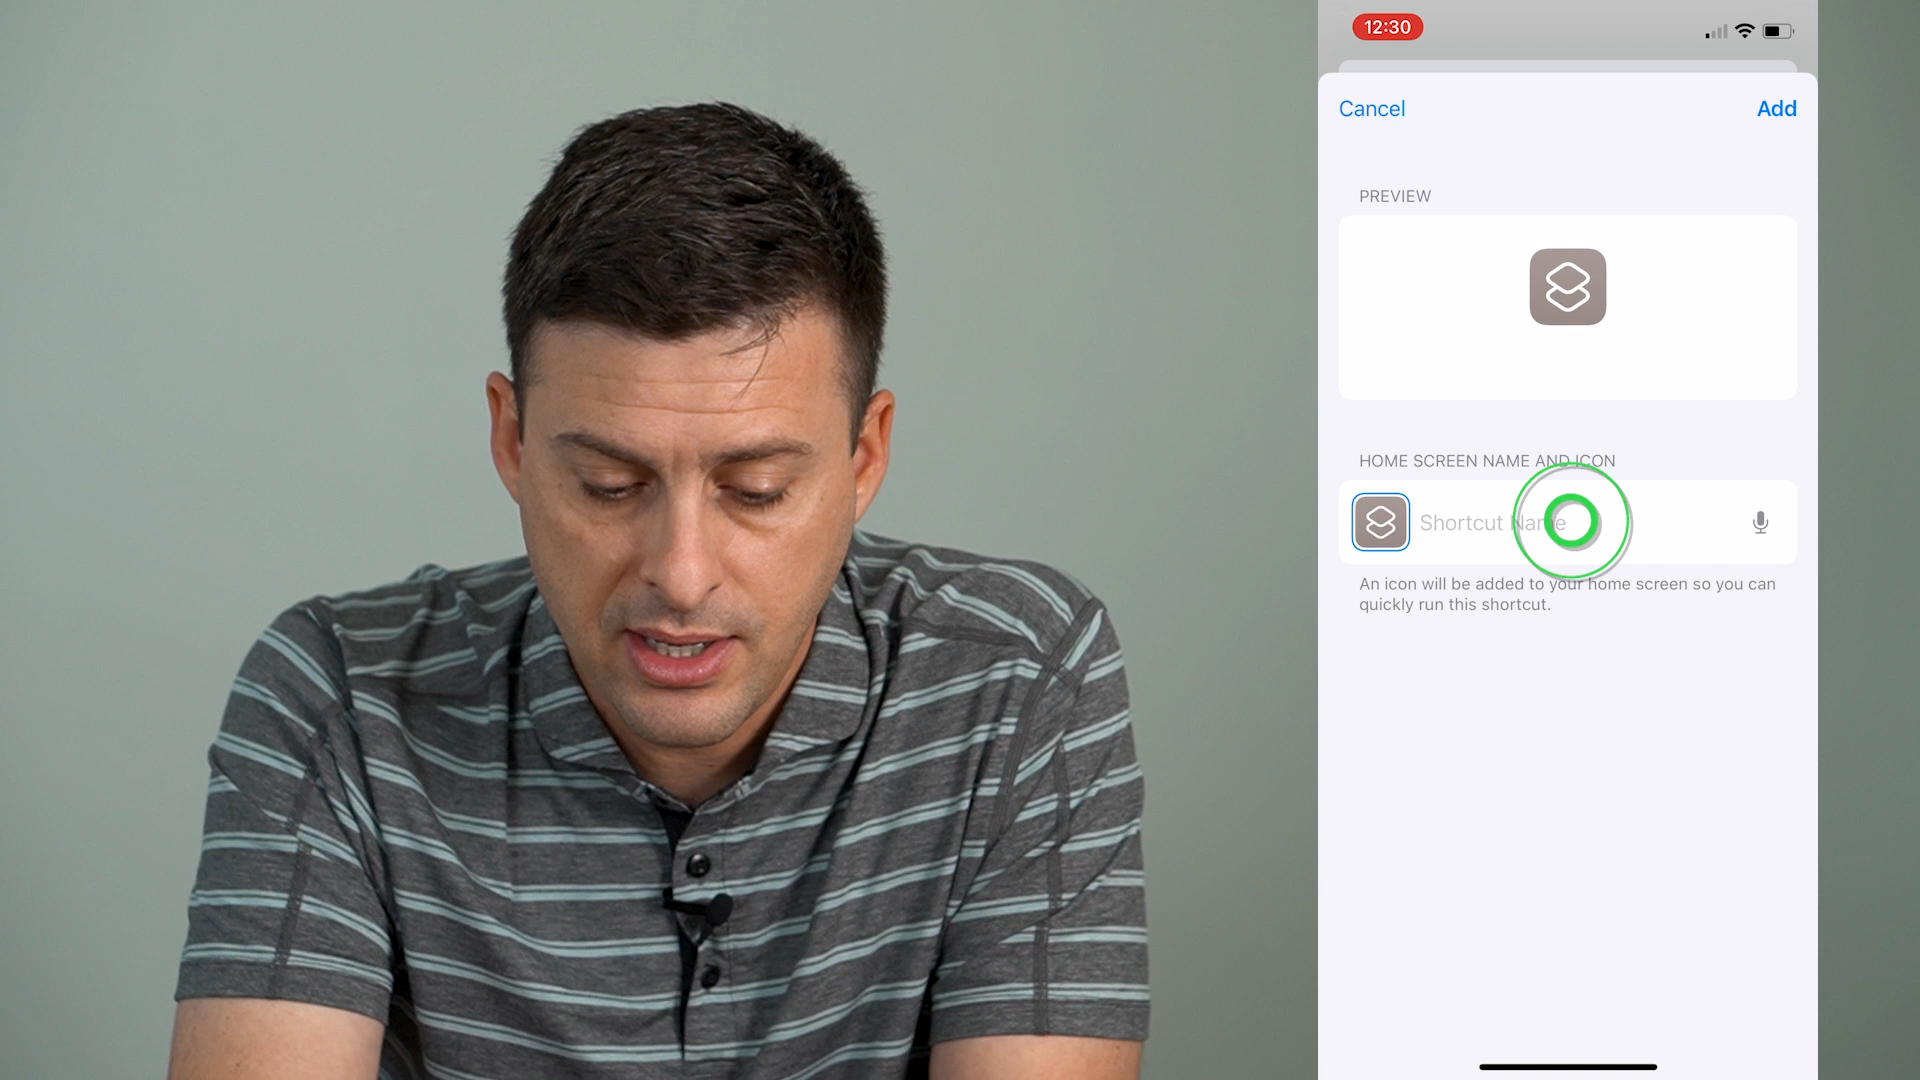 12:30
Cancel
Add
PREVIEW
HOME SCREEN NAME AND ICON
Shortcut Name
An icon will be added to your home screen so you can
quickly run this shortcut.